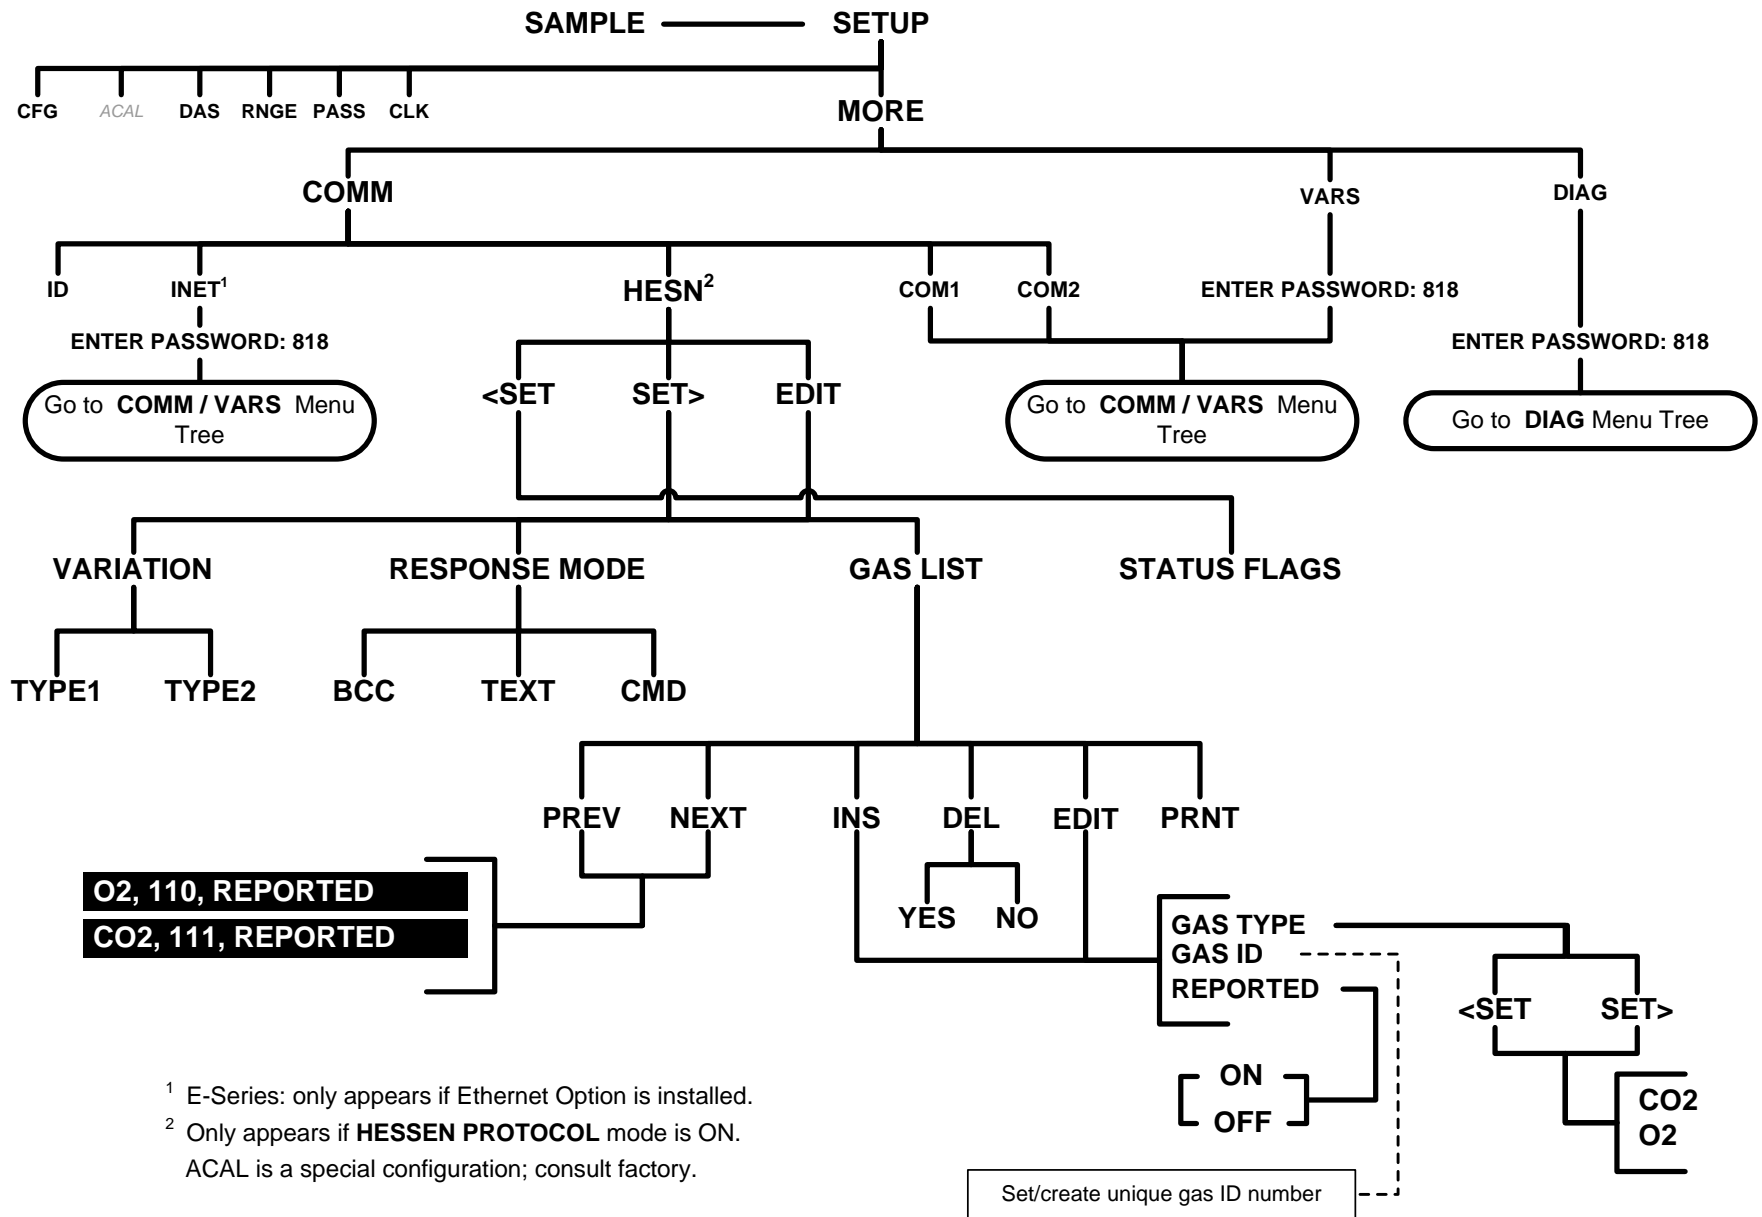 SAMPLE SETUP
CFG ACAL DAS RNGE PASS CLK MORE
COMM VARS DIAG
ID INET1 HESN2 COM1 COM2 ENTER PASSWORD: 818
ENTER PASSWORD: 818 ENTER PASSWORD: 818
<SET SET> EDIT
Go to COMM / VARS Menu
Tree
Go to COMM / VARS Menu
Tree
Go to DIAG Menu Tree
VARIATION RESPONSE MODE GAS LIST STATUS FLAGS
TYPE1 TYPE2 BCC TEXT CMD
PREV NEXT INS DEL EDIT PRNT
O2, 110, REPORTED
CO2, 111, REPORTED
YES NO
GAS TYPE
GAS ID
REPORTED
<SET SET>
ON
OFF
CO2
O2
1 E-Series: only appears if Ethernet Option is installed.
2 Only appears if HESSEN PROTOCOL mode is ON.
ACAL is a special configuration; consult factory.
Set/create unique gas ID number